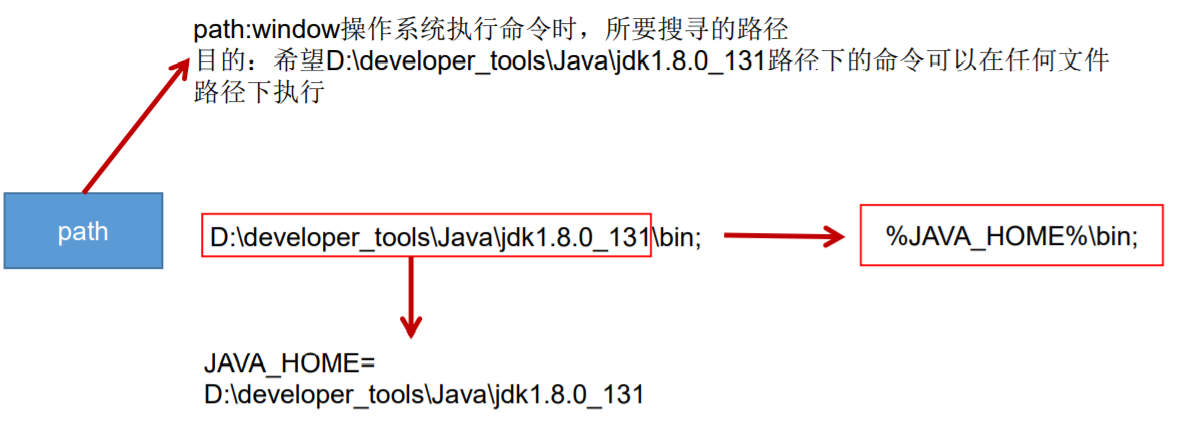 path:window操作系统执行命令时，所要搜寻的路径
目的：希望D:\developer_tools\Java\jdk1.8.0_131路径下的命令可以在任何文件
路径下执行
path
D:\developer_tools\Java\jdk1.8.0_131\bin;
%JAVA_HOME%\bin;
JAVA_HOME=
D:\developer_tools\Java\jdk1.8.0_131